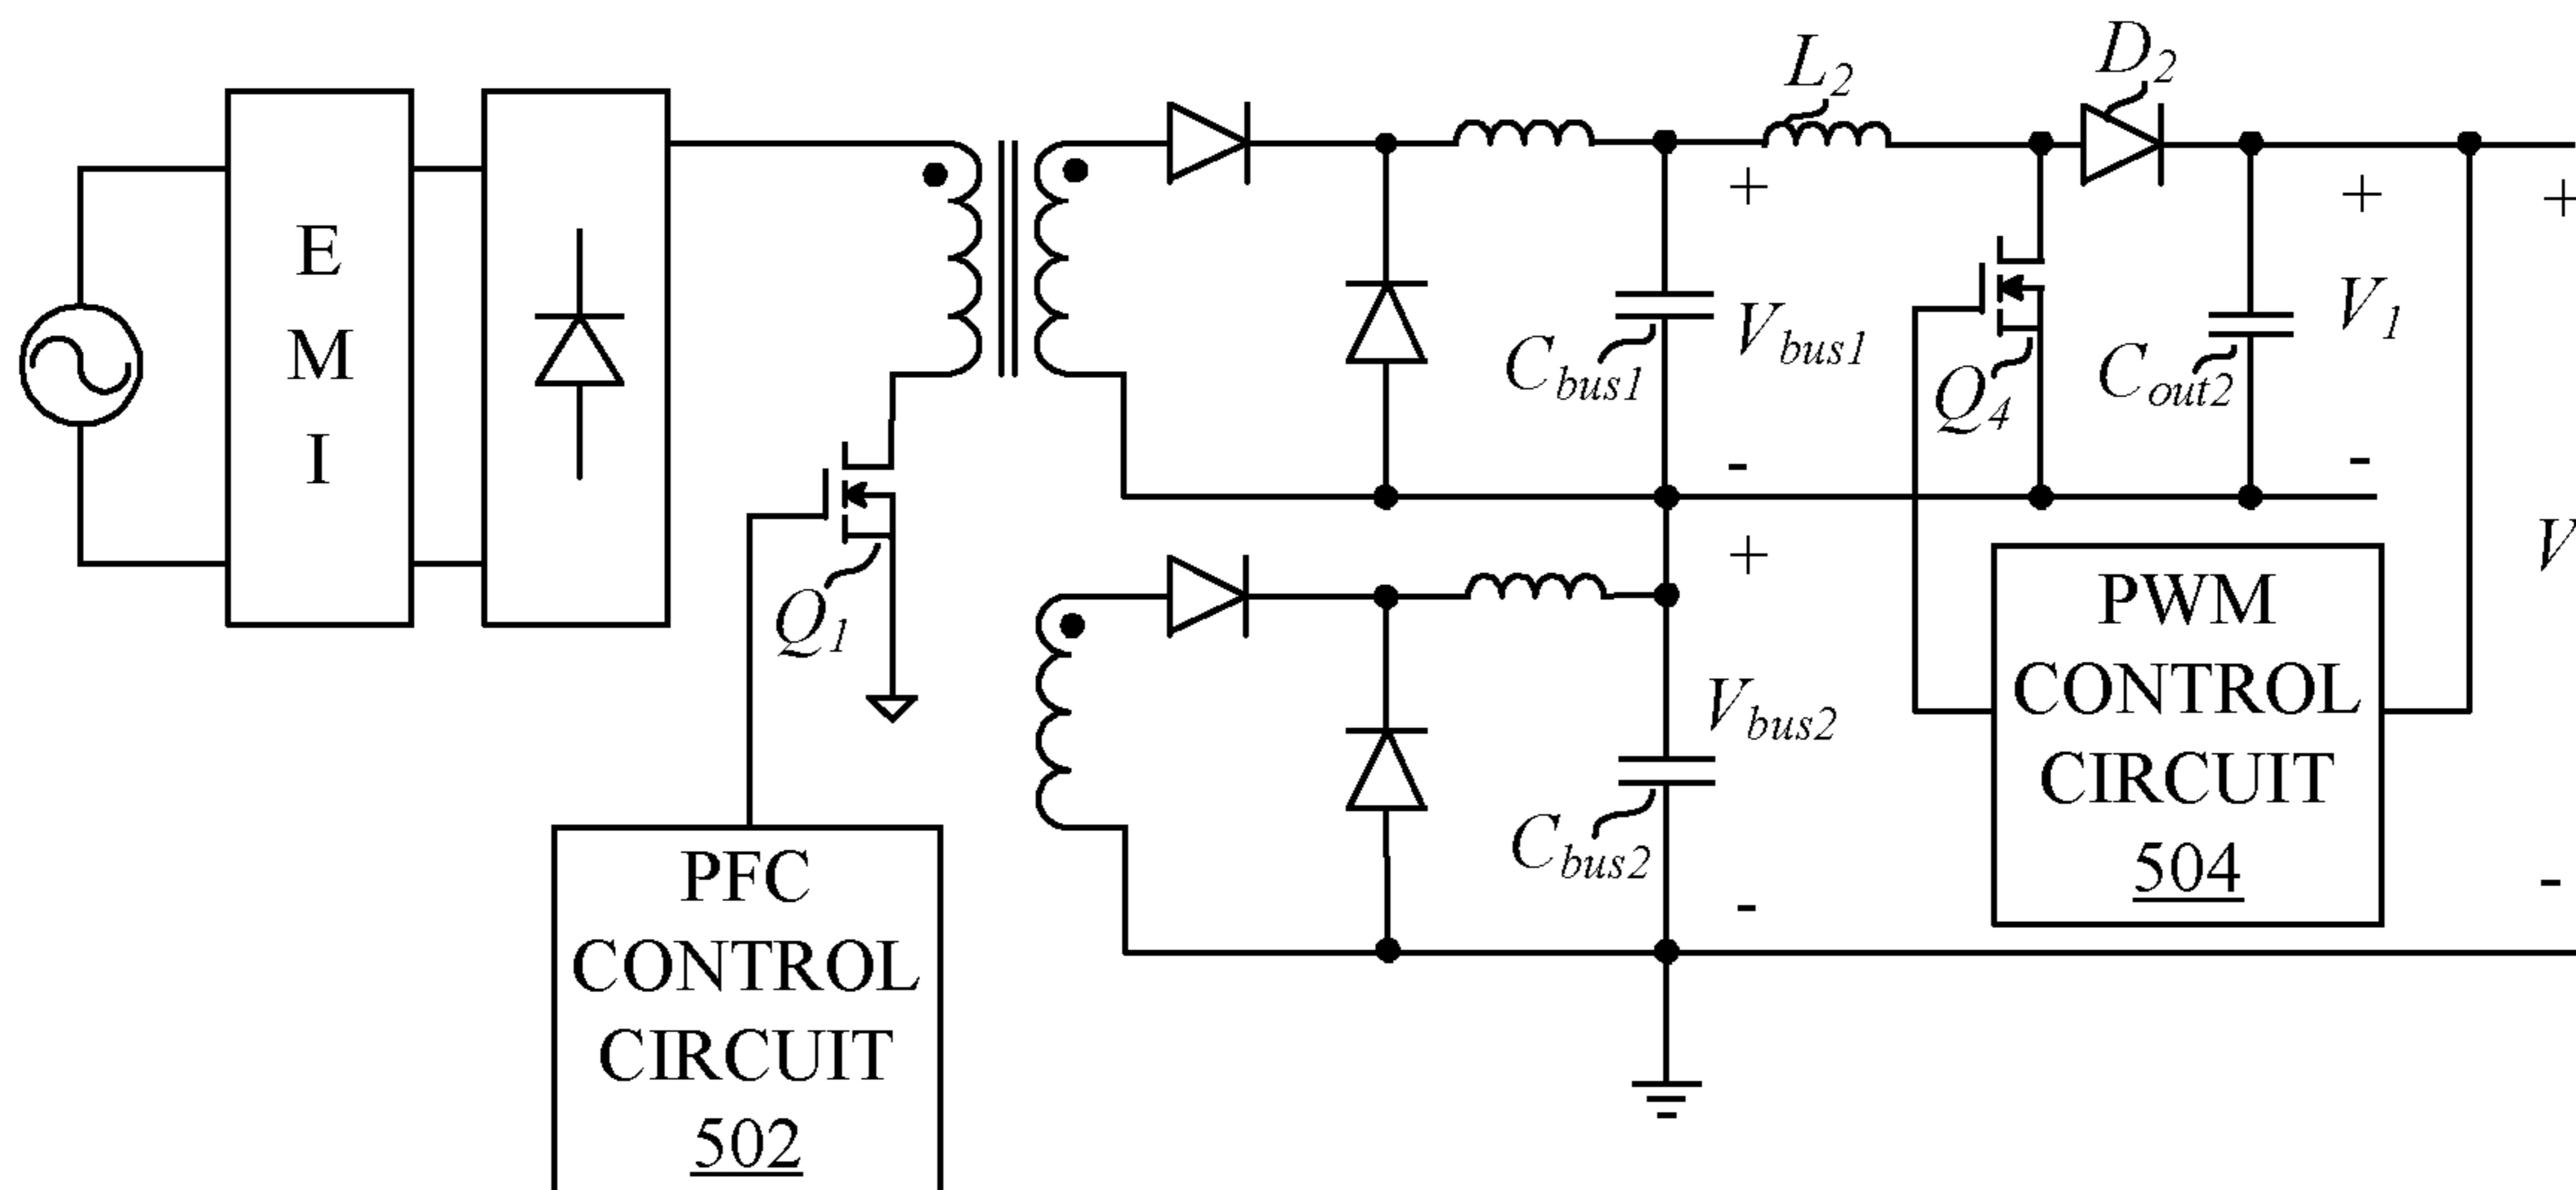 E
M
I
Q1
PFC
CONTROL
CIRCUIT
502
L2
D2
+
Cbus1
Vbus1
-
Q4
Cout2
+
V1
-
+
V
-
+
Vbus2
Cbus2
-
PWM
CONTROL
CIRCUIT
504